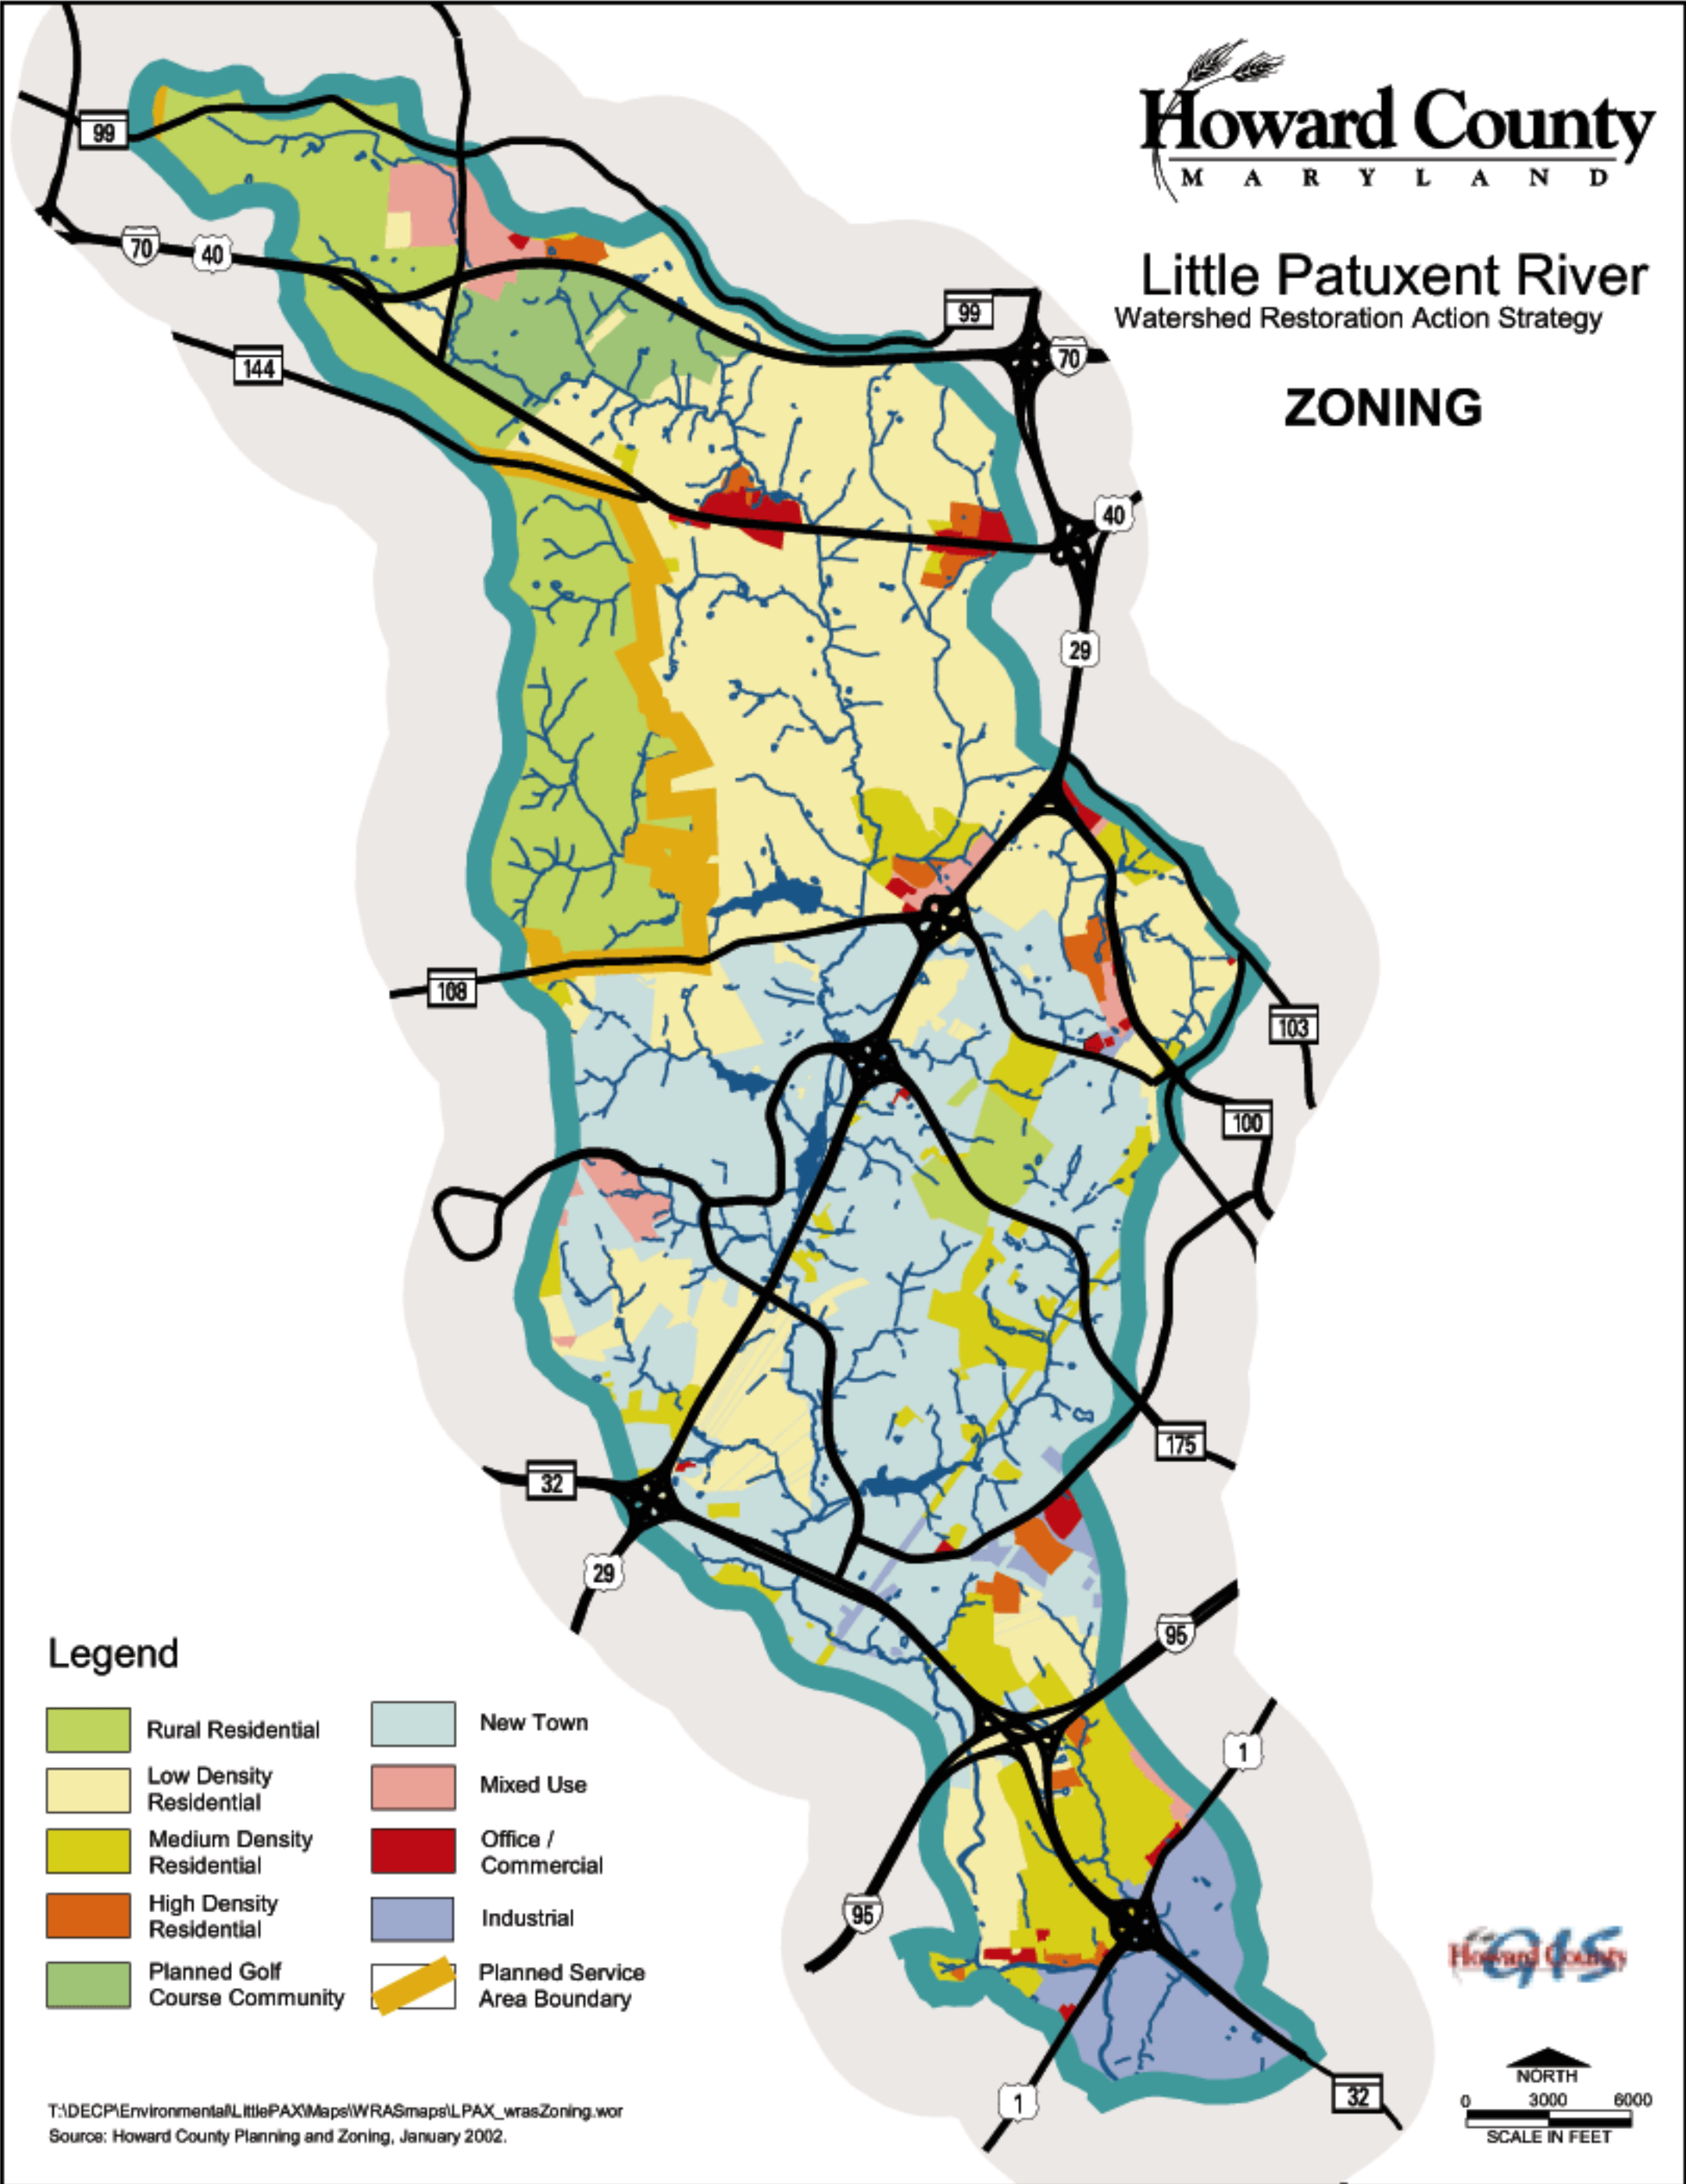 Howard County
MARYLAND
Little Patuxent River
Watershed Restoration Action Strategy
ZONING
99
70
40
144
99
70
40
29
108
103
100
175
32
29
95
1
95
1
32
Legend
Rural Residential
Low Density
Residential
Medium Density
Residential
High Density
Residential
Planned Golf
Course Community
New Town
Mixed Use
Office /
Commercial
Industrial
Planned Service
Area Boundary
Howard County
GIS
NORTH
0 3000 6000
SCALE IN FEET
T:\DECP\Environmental\LittlePAX\Maps\WRASmaps\LPAX_wrasZoning.wor
Source: Howard County Planning and Zoning, January 2002.